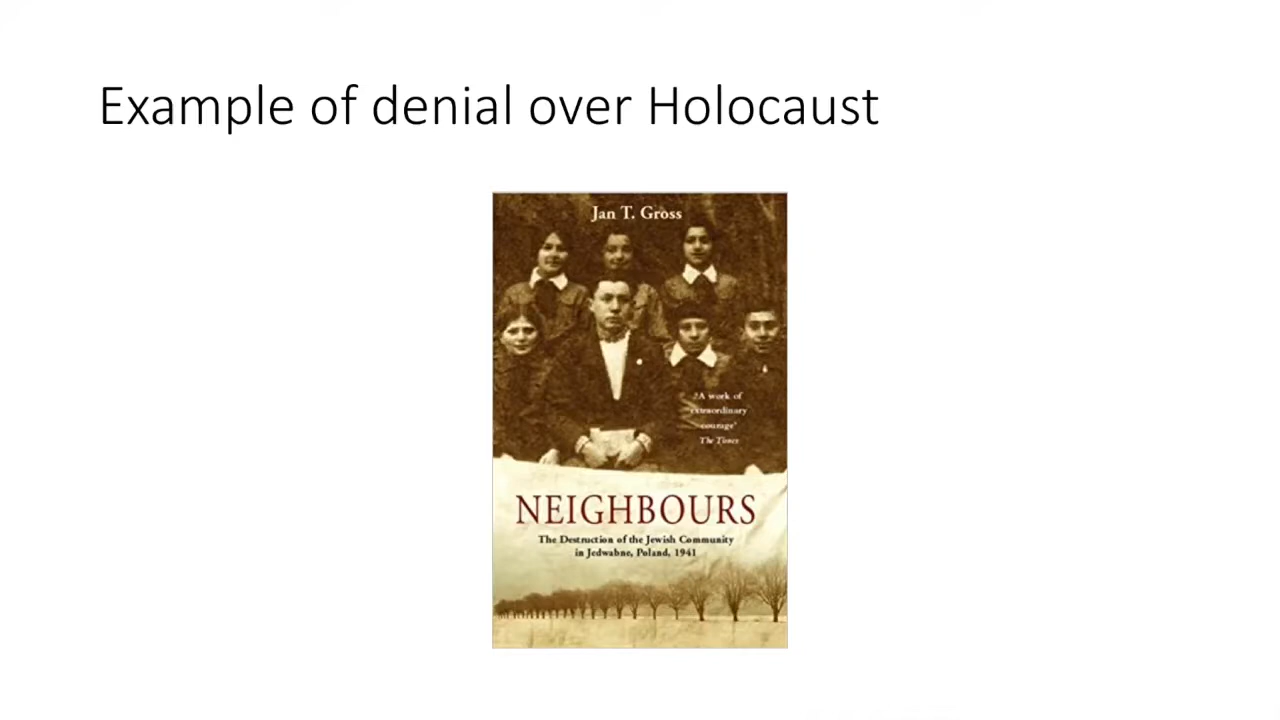 Example of denial over Holocaust
Jan T. Gross
'A work of
extraordinary
courage'
The Times
NEIGHBOURS
The Destruction of the Jewish Community
in Jedwabne, Poland, 1941